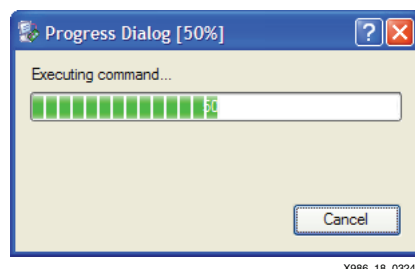 Progress Dialog [50%]
Executing command...
50
Cancel
X986_18_0324